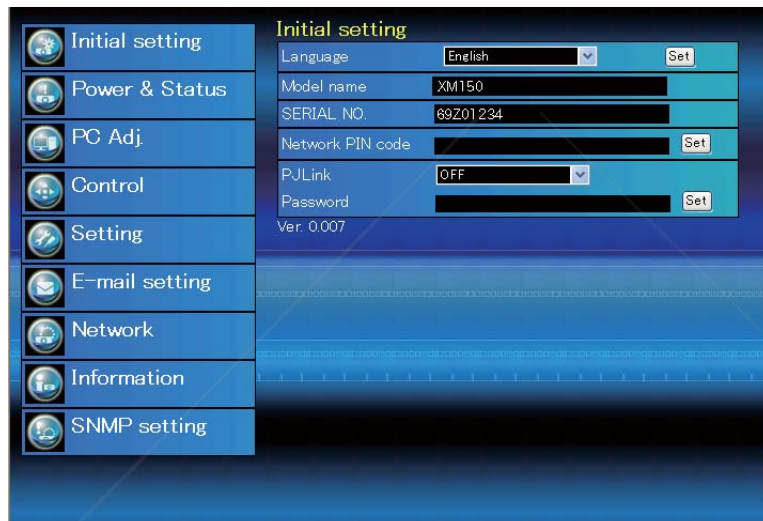 Initial setting
Power & Status
PC Adj.
Control
Setting
E-mail setting
Network
Information
SNMP setting
Initial setting
Language English Set
Model name XM150
SERIAL NO. 69Z01234
Network PIN code Set
PJLink OFF
Password Set
Ver. 0.007